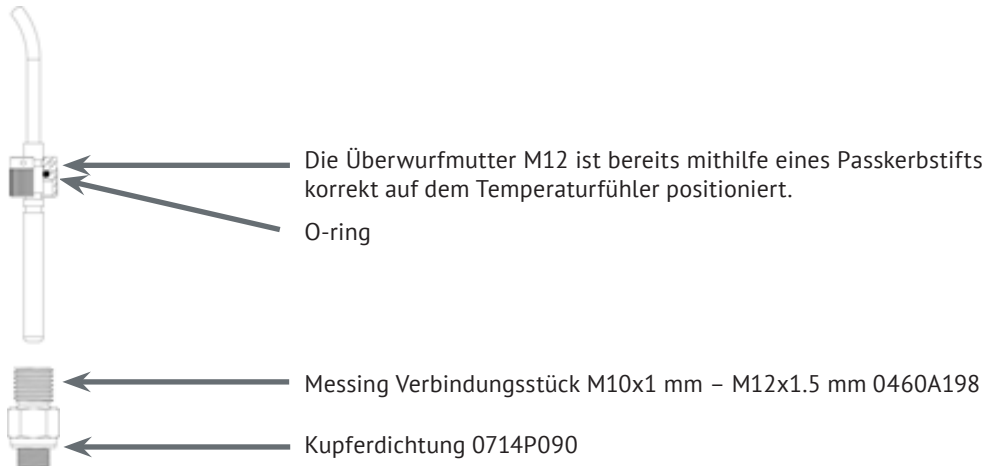 Die Überwurfmutter M12 ist bereits mithilfe eines Passkerbstifts
korrekt auf dem Temperaturfühler positioniert.
O-ring
Messing Verbindungsstück M10x1 mm – M12x1.5 mm 0460A198
Kupferdichtung 0714P090